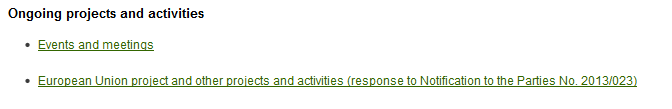 Ongoing projects and activities
• Events and meetings
• European Union project and other projects and activities (response to Notification to the Parties No. 2013/023)